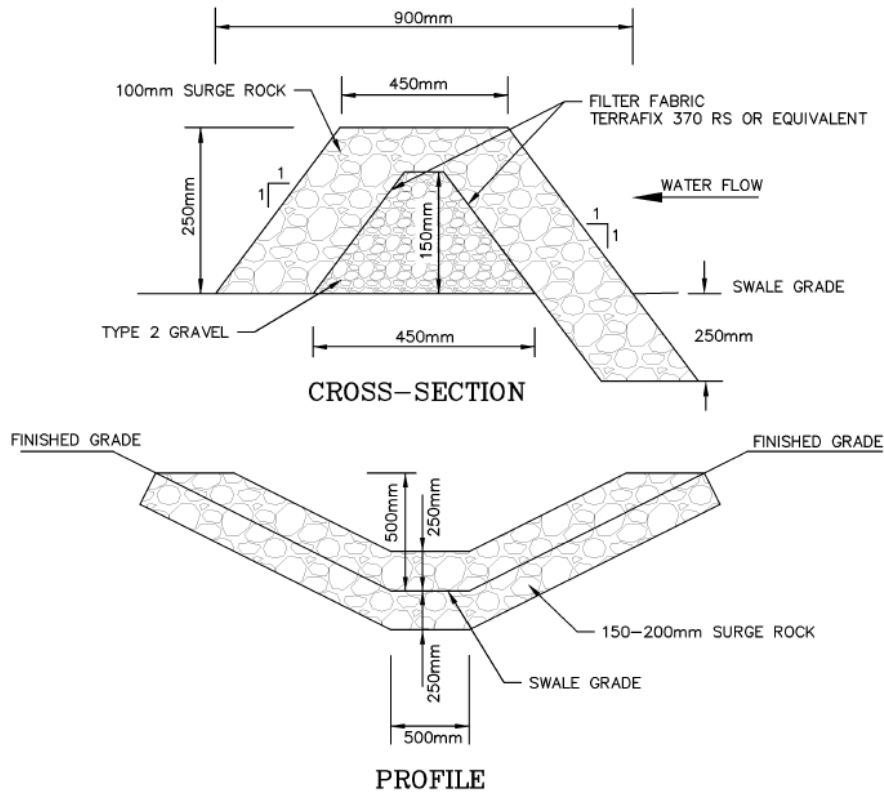 900mm
100mm SURGE ROCK
450mm
FILTER FABRIC
TERRAFIX 370 RS OR EQUIVALENT
1
1
250mm
150mm
WATER FLOW
1
1
SWALE GRADE
TYPE 2 GRAVEL
450mm
250mm
CROSS-SECTION
FINISHED GRADE
FINISHED GRADE
500mm
250mm
150-200mm SURGE ROCK
250mm
SWALE GRADE
500mm
PROFILE